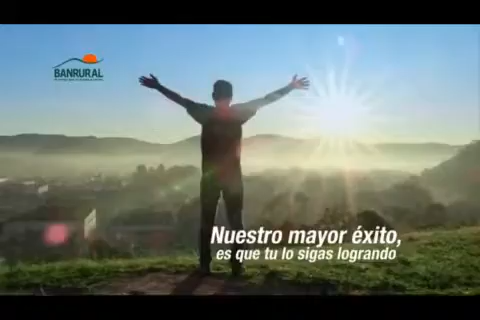 BANRURAL
Nuestro mayor éxito,
es que tu lo sigas logrando